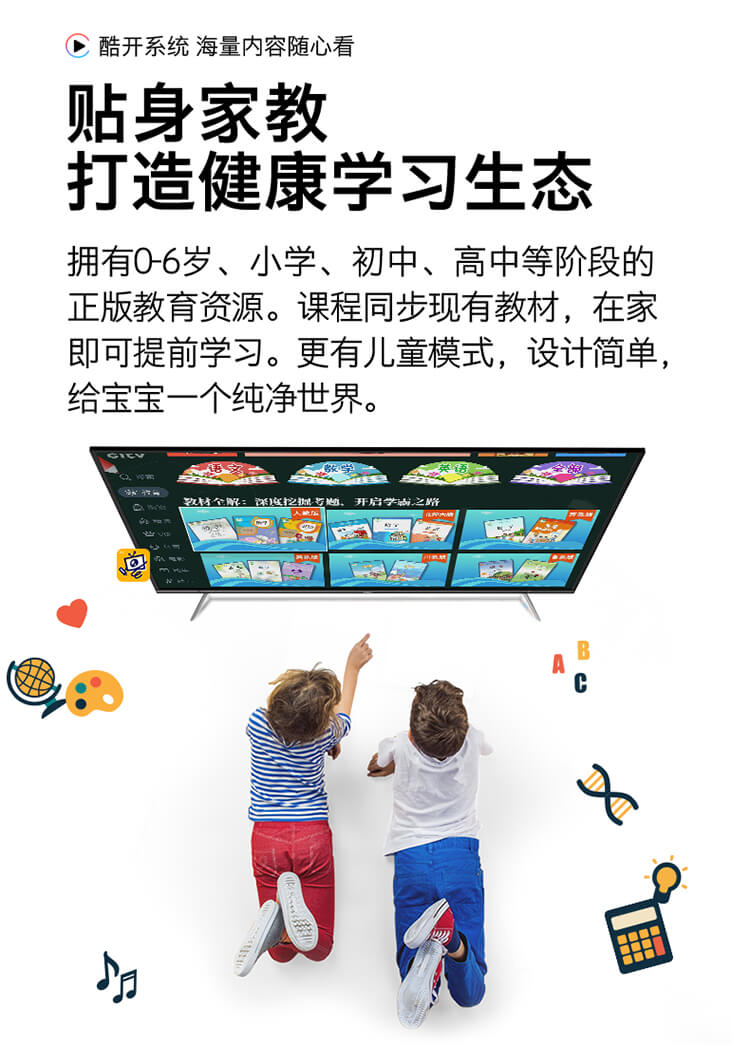 酷开系统 海量内容随心看
贴身家教
打造健康学习生态
拥有0-6岁、小学、初中、高中等阶段的
正版教育资源。课程同步现有教材，在家
即可提前学习。更有儿童模式，设计简单，
给宝宝一个纯净世界。
语文 数学 英语 全部
教材全解：深度挖掘考题，开启学霸之路
人教版
A B
C